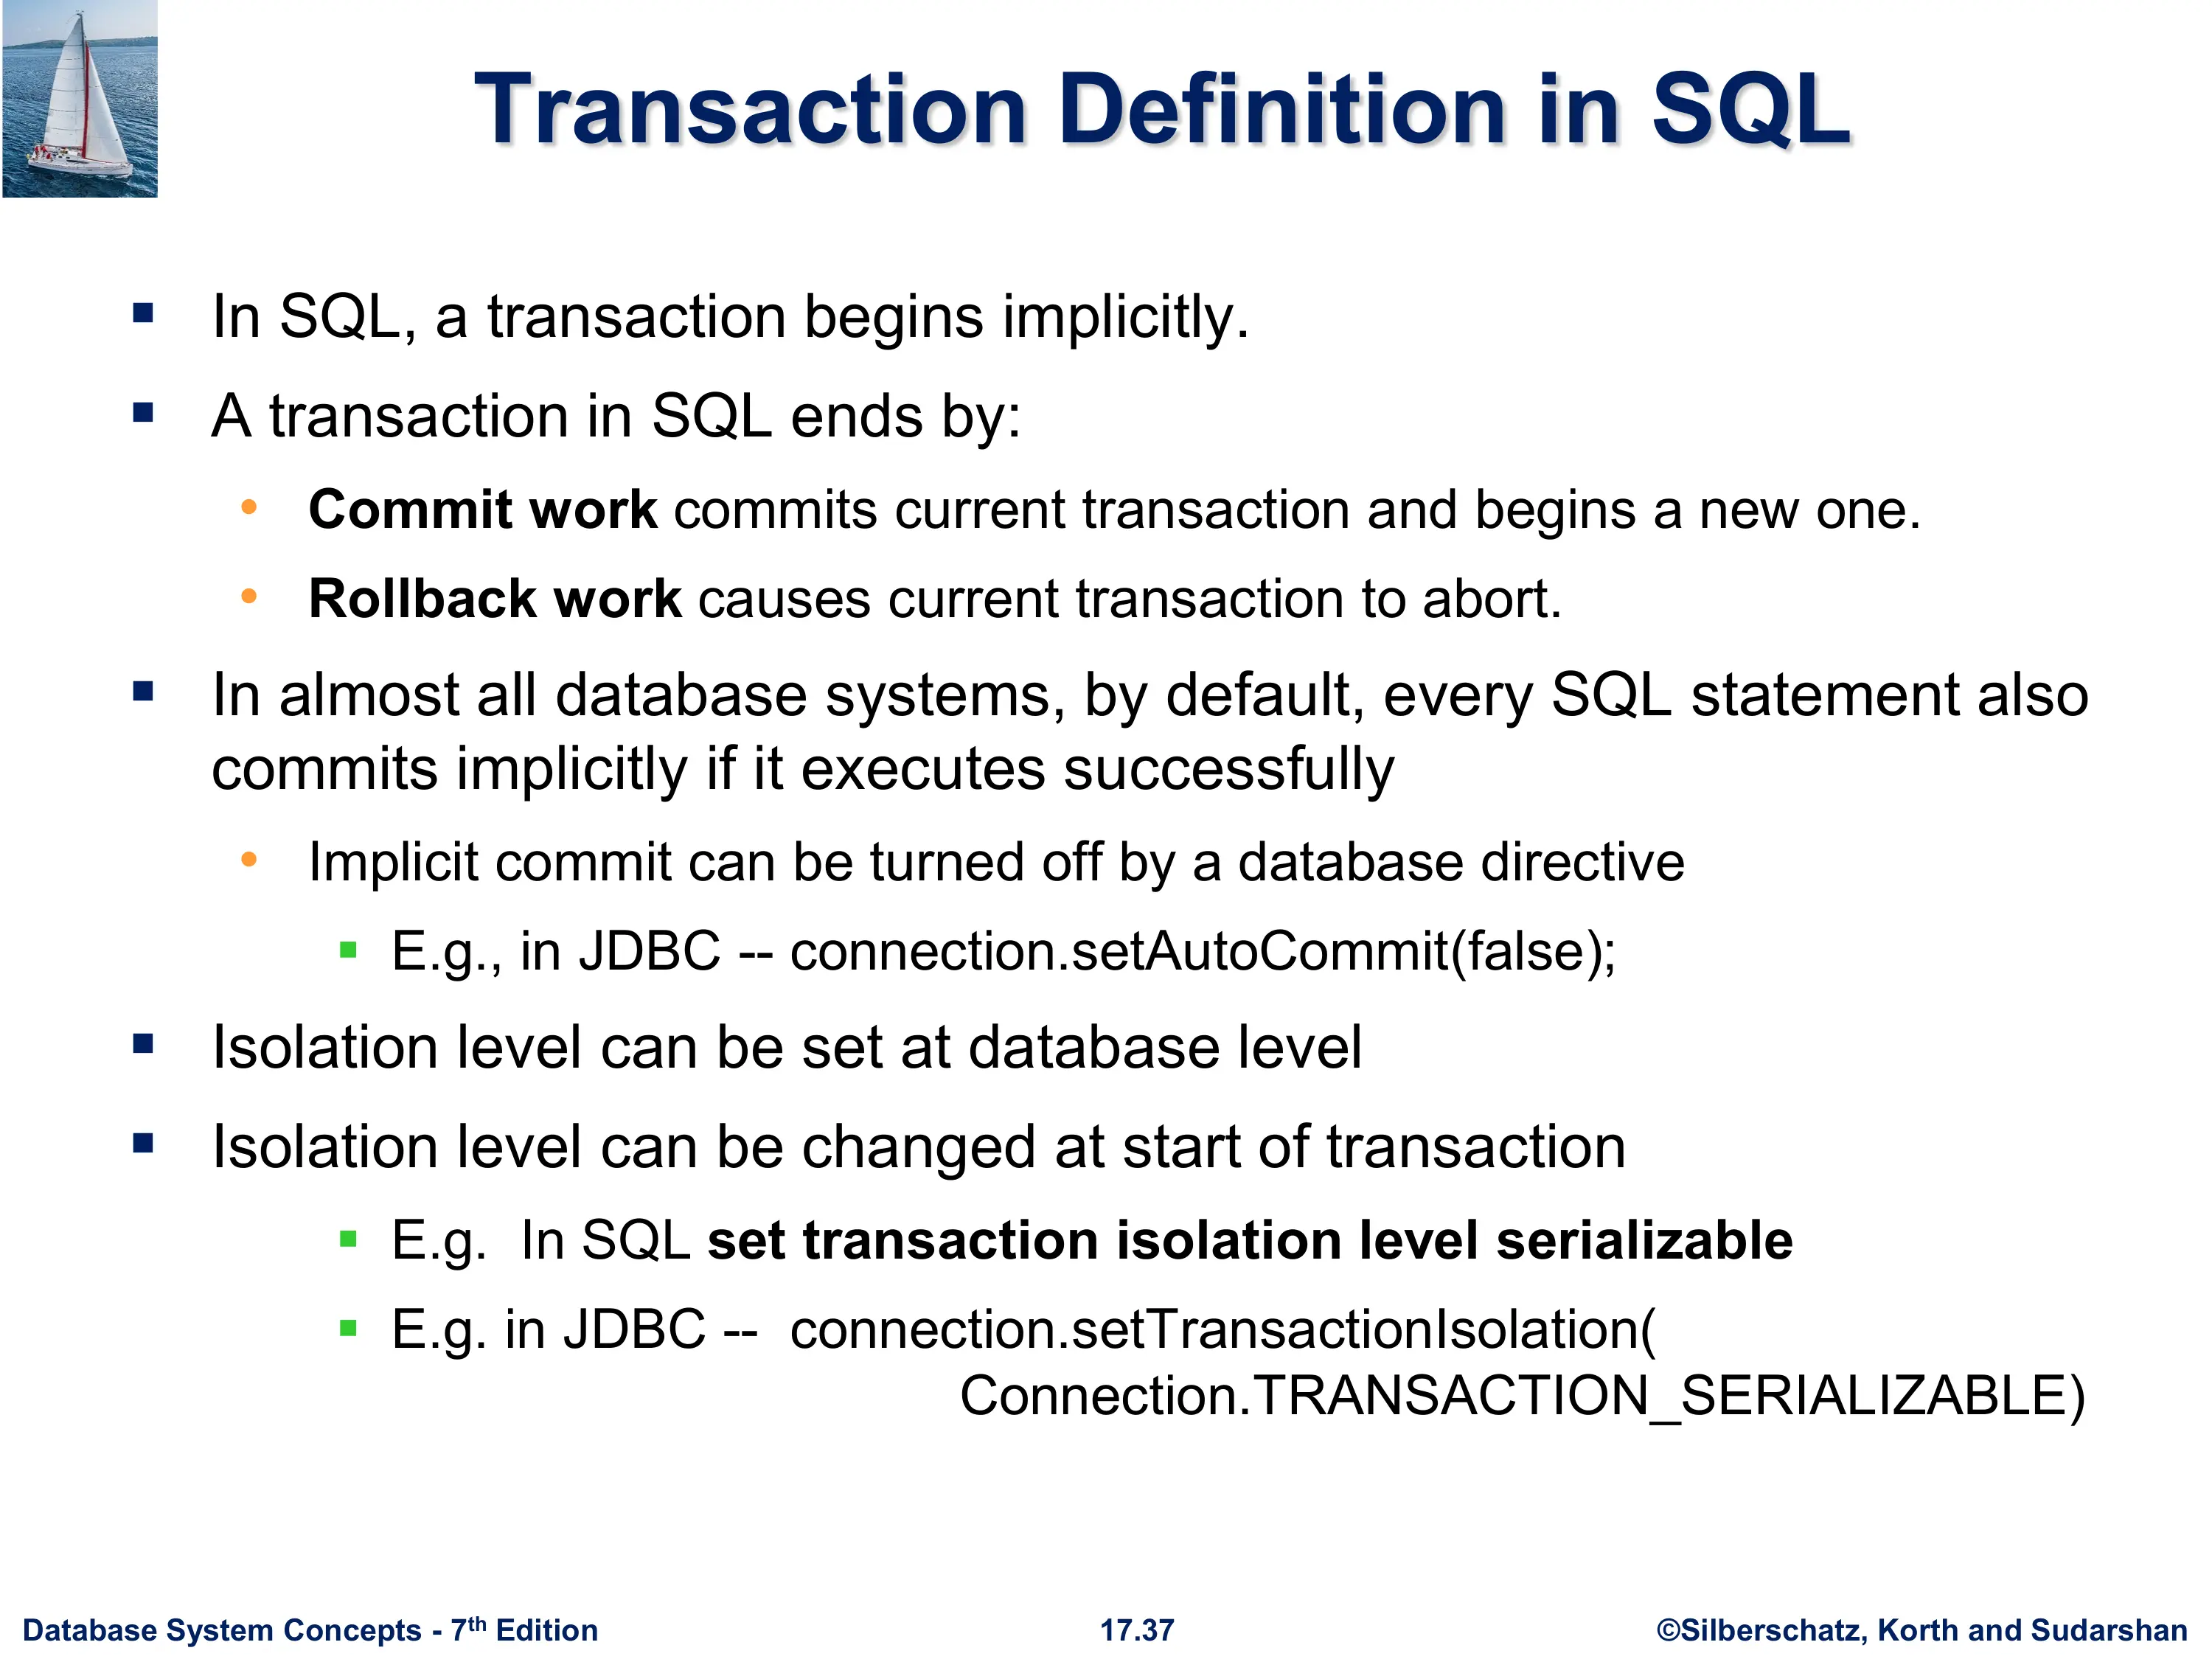 Transaction Definition in SQL
In SQL, a transaction begins implicitly.
A transaction in SQL ends by:
Commit work commits current transaction and begins a new one.
Rollback work causes current transaction to abort.
In almost all database systems, by default, every SQL statement also
commits implicitly if it executes successfully
Implicit commit can be turned off by a database directive
E.g., in JDBC -- connection.setAutoCommit(false);
Isolation level can be set at database level
Isolation level can be changed at start of transaction
E.g. In SQL set transaction isolation level serializable
E.g. in JDBC -- connection.setTransactionIsolation(
Connection.TRANSACTION_SERIALIZABLE)
Database System Concepts - 7th Edition
17.37
©Silberschatz, Korth and Sudarshan